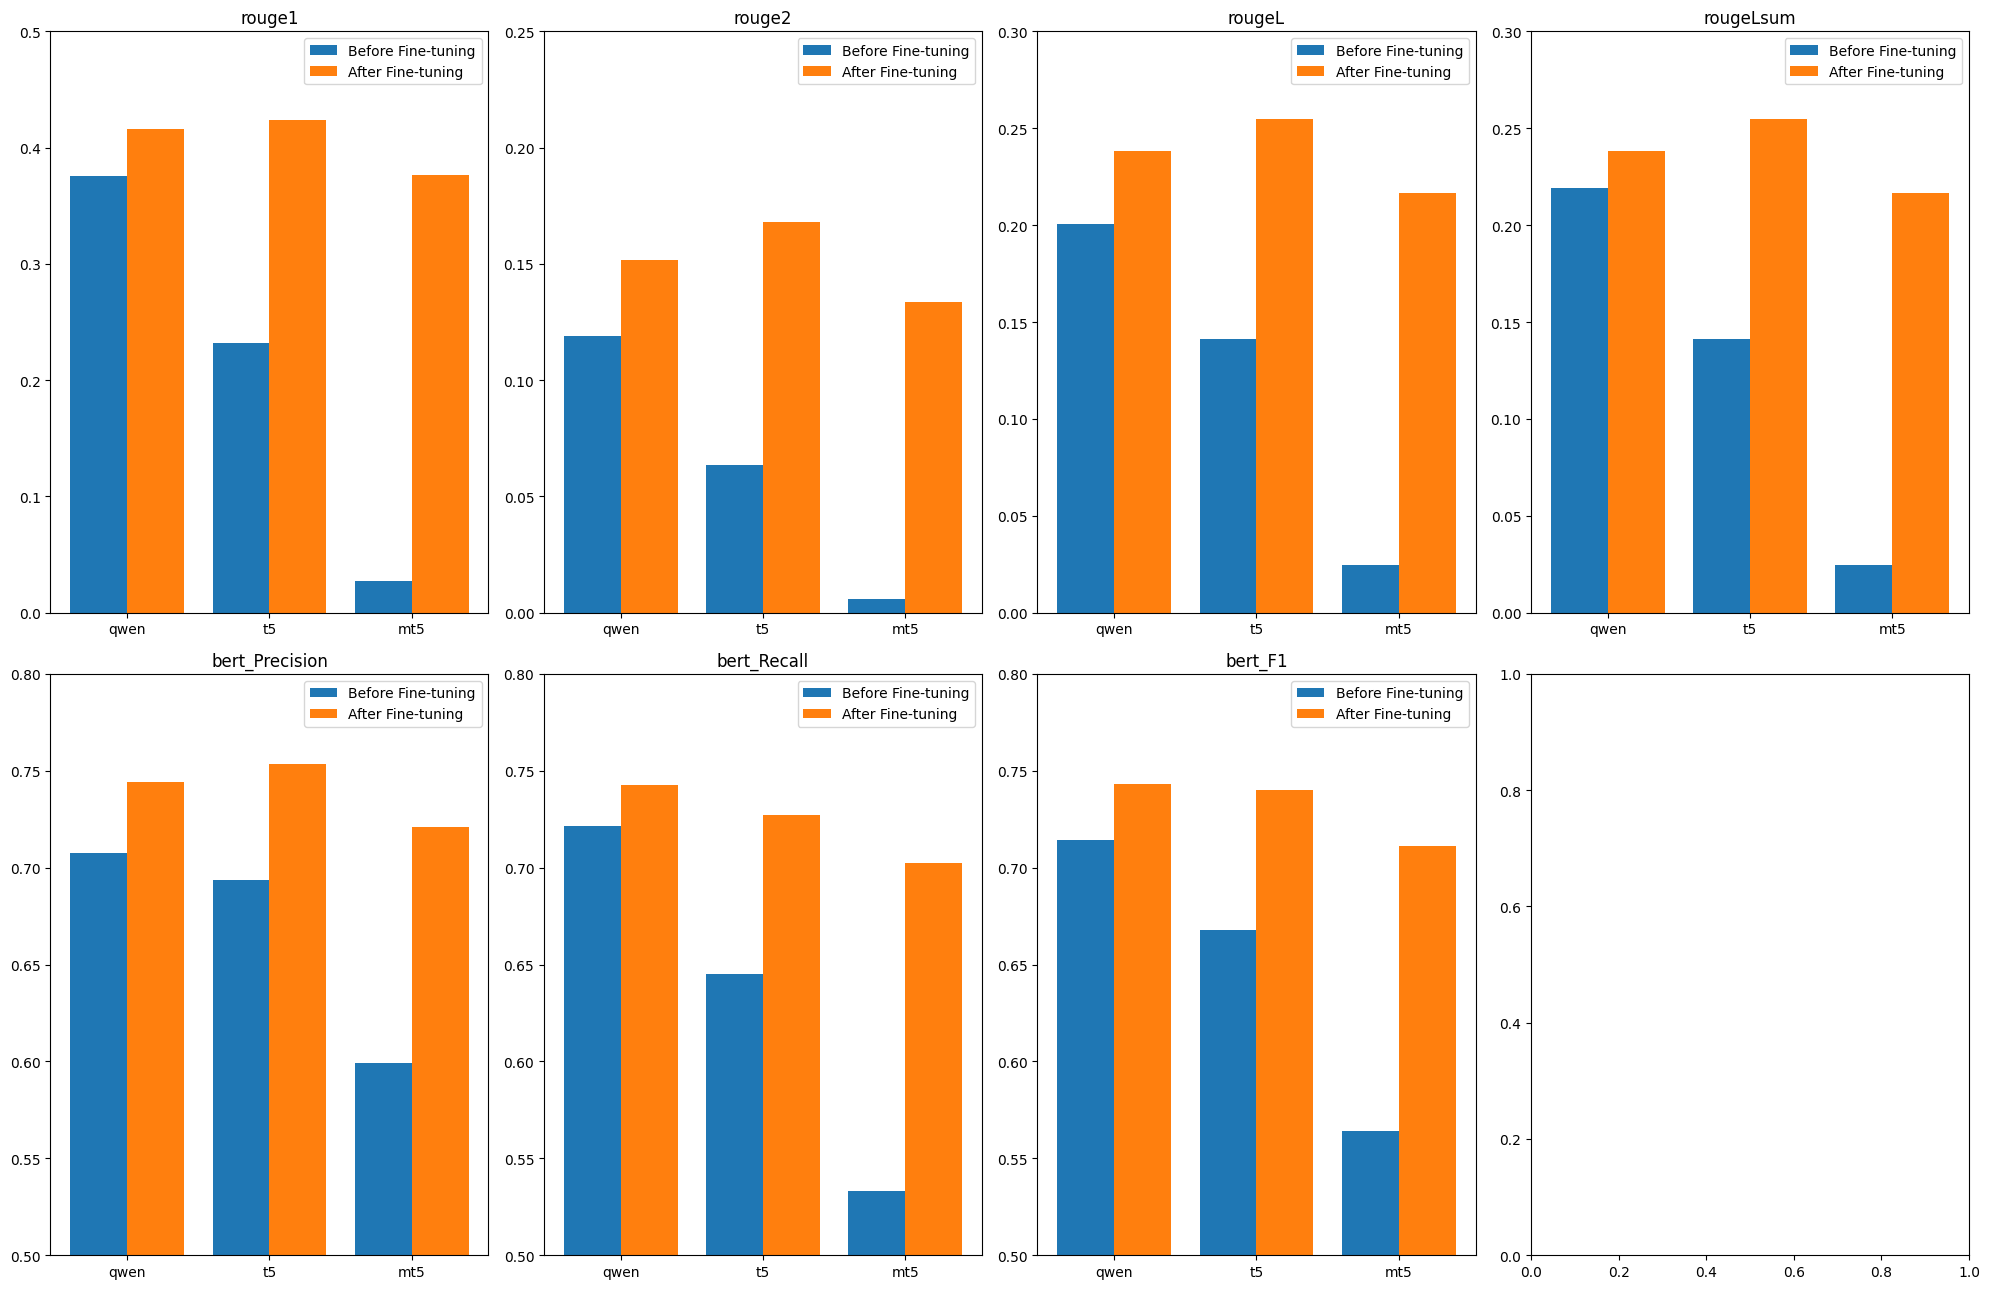 rouge1
Before Fine-tuning
After Fine-tuning
0.5
0.4
0.3
0.2
0.1
0.0
qwen t5 mt5
rouge2
Before Fine-tuning
After Fine-tuning
0.25
0.20
0.15
0.10
0.05
0.00
qwen t5 mt5
rougeL
Before Fine-tuning
After Fine-tuning
0.30
0.25
0.20
0.15
0.10
0.05
0.00
qwen t5 mt5
rougeLsum
Before Fine-tuning
After Fine-tuning
0.30
0.25
0.20
0.15
0.10
0.05
0.00
qwen t5 mt5
bert_Precision
Before Fine-tuning
After Fine-tuning
0.80
0.75
0.70
0.65
0.60
0.55
0.50
qwen t5 mt5
bert_Recall
Before Fine-tuning
After Fine-tuning
0.80
0.75
0.70
0.65
0.60
0.55
0.50
qwen t5 mt5
bert_F1
Before Fine-tuning
After Fine-tuning
0.80
0.75
0.70
0.65
0.60
0.55
0.50
qwen t5 mt5
1.0
0.8
0.6
0.4
0.2
0.0
0.0 0.2 0.4 0.6 0.8 1.0